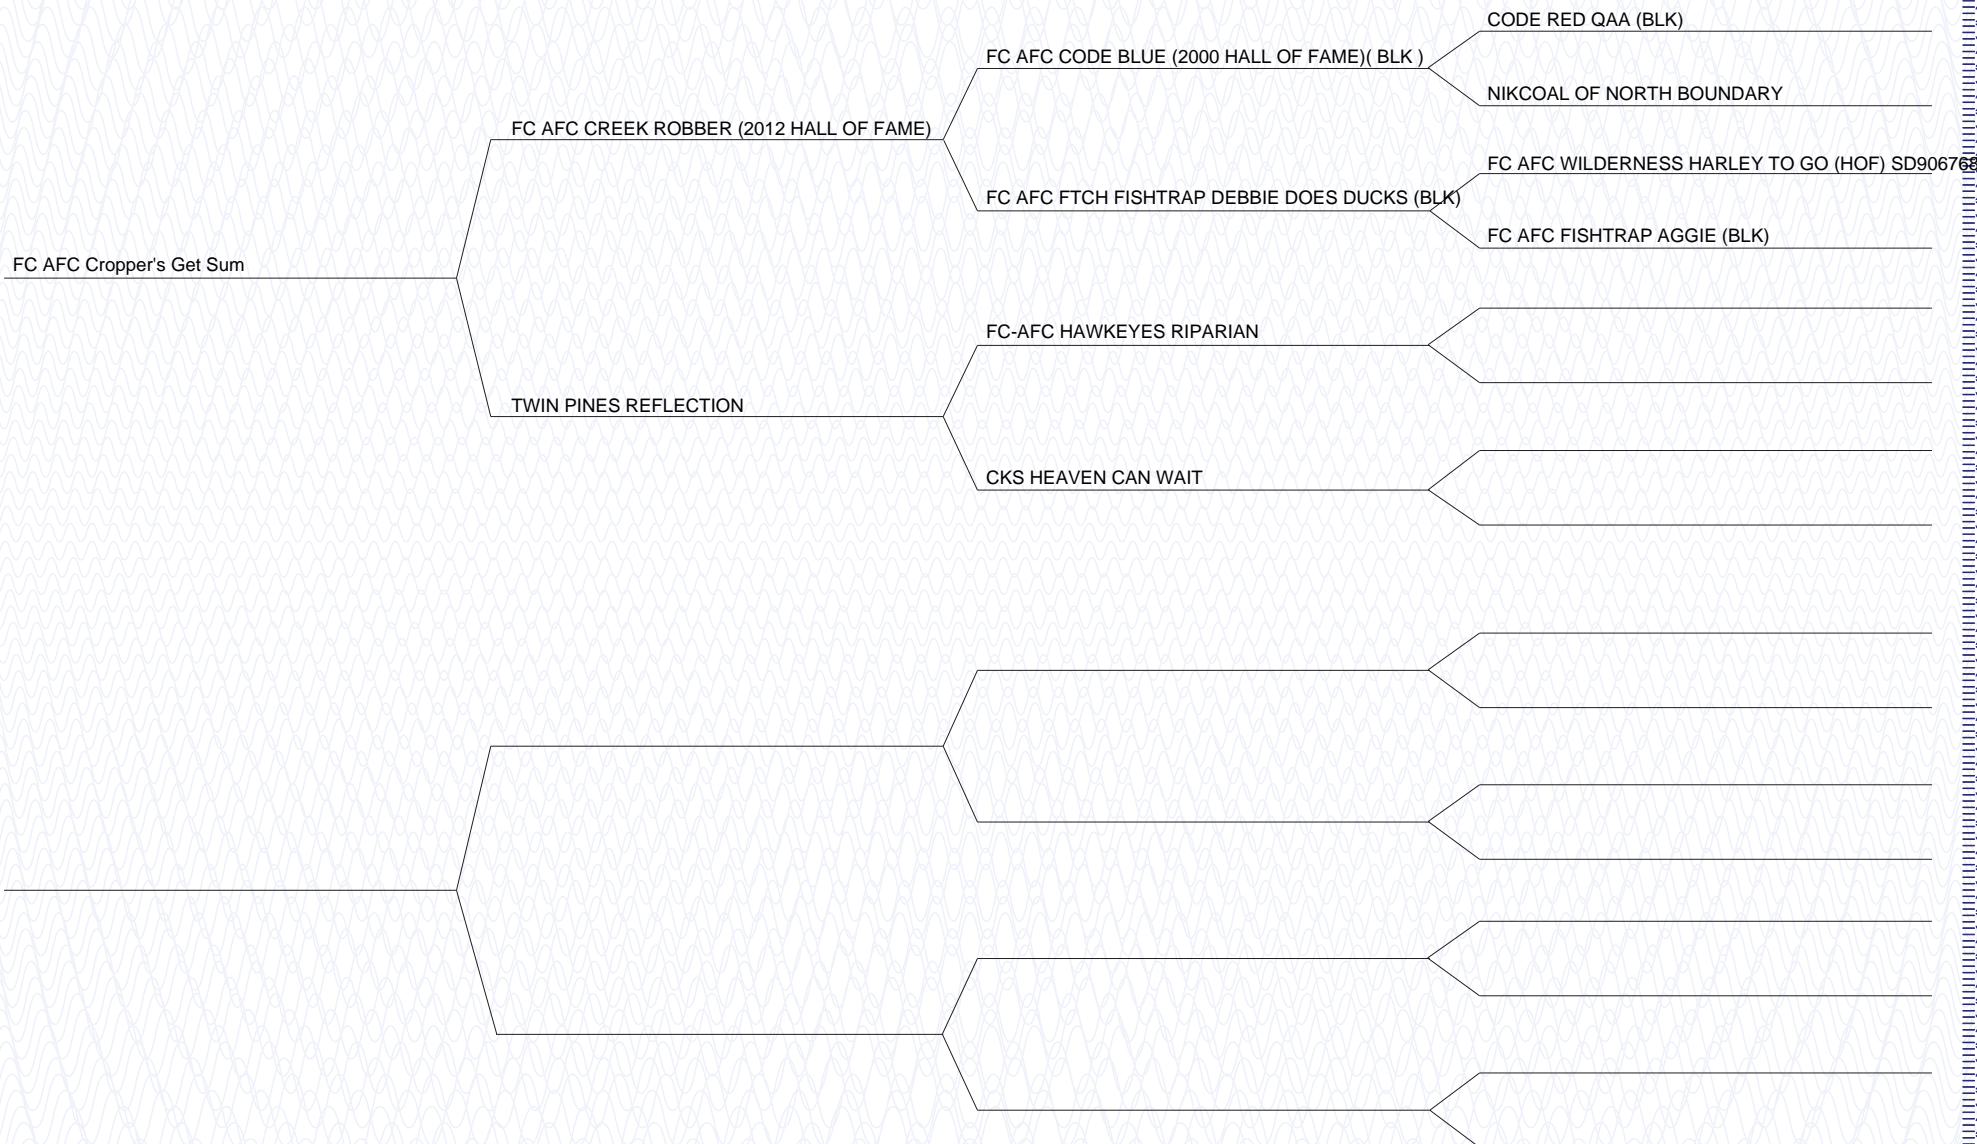 CODE RED QAA (BLK)
FC AFC CODE BLUE (2000 HALL OF FAME)( BLK )
NIKCOAL OF NORTH BOUNDARY
FC AFC CREEK ROBBER (2012 HALL OF FAME)
FC AFC WILDERNESS HARLEY TO GO (HOF) SD906768
FC AFC FTCH FISHTRAP DEBBIE DOES DUCKS (BLK)
FC AFC FISHTRAP AGGIE (BLK)
FC AFC Cropper's Get Sum
FC-AFC HAWKEYES RIPARIAN
TWIN PINES REFLECTION
CKS HEAVEN CAN WAIT